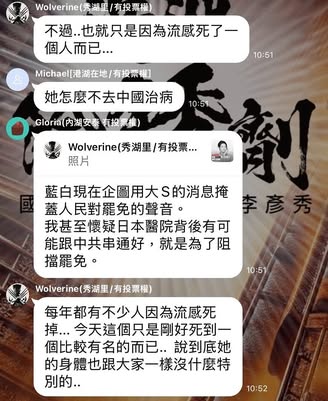 Wolverine(秀湖里/有投票權)
不過..也就只是因為流感死了一
個人而已...
10:51
Michael[港湖在地/有投票權]
她怎麼不去中國治病
10:51
Gloria(內湖安泰 有投票權)
Wolverine(秀湖里/有投票...
照片
藍白現在企圖用大S的消息掩
蓋人民對罷免的聲音。
我甚至懷疑日本醫院背後有可
能跟中共串通好，就是為了阻
擋罷免。
10:51
Wolverine(秀湖里/有投票權)
每年都有不少人因為流感死
掉... 今天這個只是剛好死到一
個比較有名的而已.. 說到底她
的身體也跟大家一樣沒什麼特
別的..
10:52
劑
李彥秀